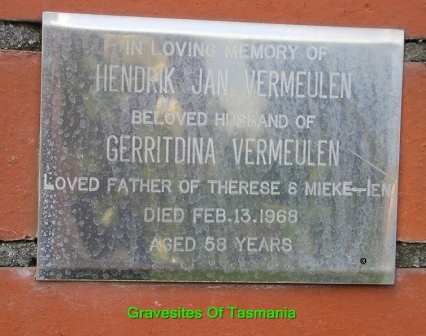 IN LOVING MEMORY OF
HENDRIK JAN VERMEULEN
BELOVED HUSBAND OF
GERRITDINA VERMEULEN
LOVED FATHER OF THERESE & MIEKE-IEN
DIED FEB. 13. 1968
AGED 58 YEARS
Gravesites Of Tasmania